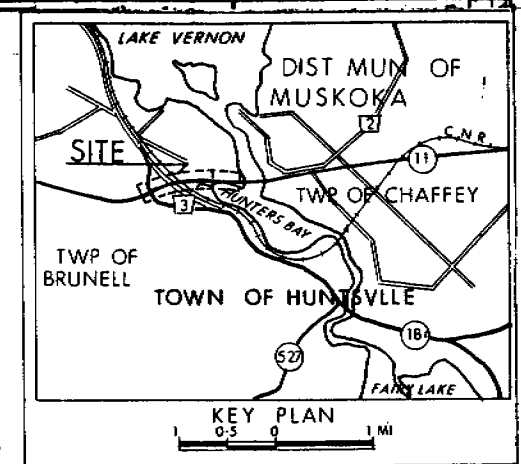 LAKE VERNON
DIST MUN OF
MUSKOKA
2
C.N.R.
11
SITE
TWP OF CHAFFEY
HUNTERS BAY
3
TWP OF
BRUNELL
TOWN OF HUNTSVLLE
527
FAIRY LAKE
KEY PLAN
1 0·5 0 1 MI